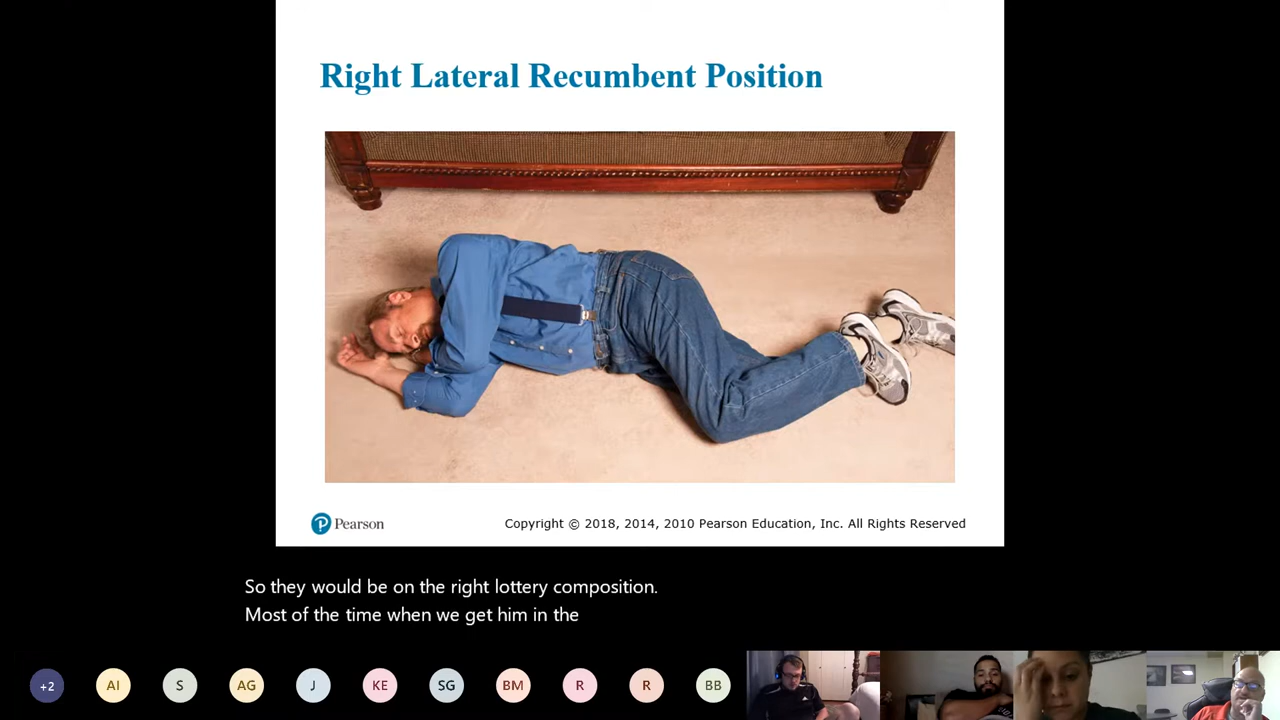 Right Lateral Recumbent Position
Pearson
Copyright © 2018, 2014, 2010 Pearson Education, Inc. All Rights Reserved
So they would be on the right lottery composition.
Most of the time when we get him in the
+2 AI S AG J KE SG BM R R BB